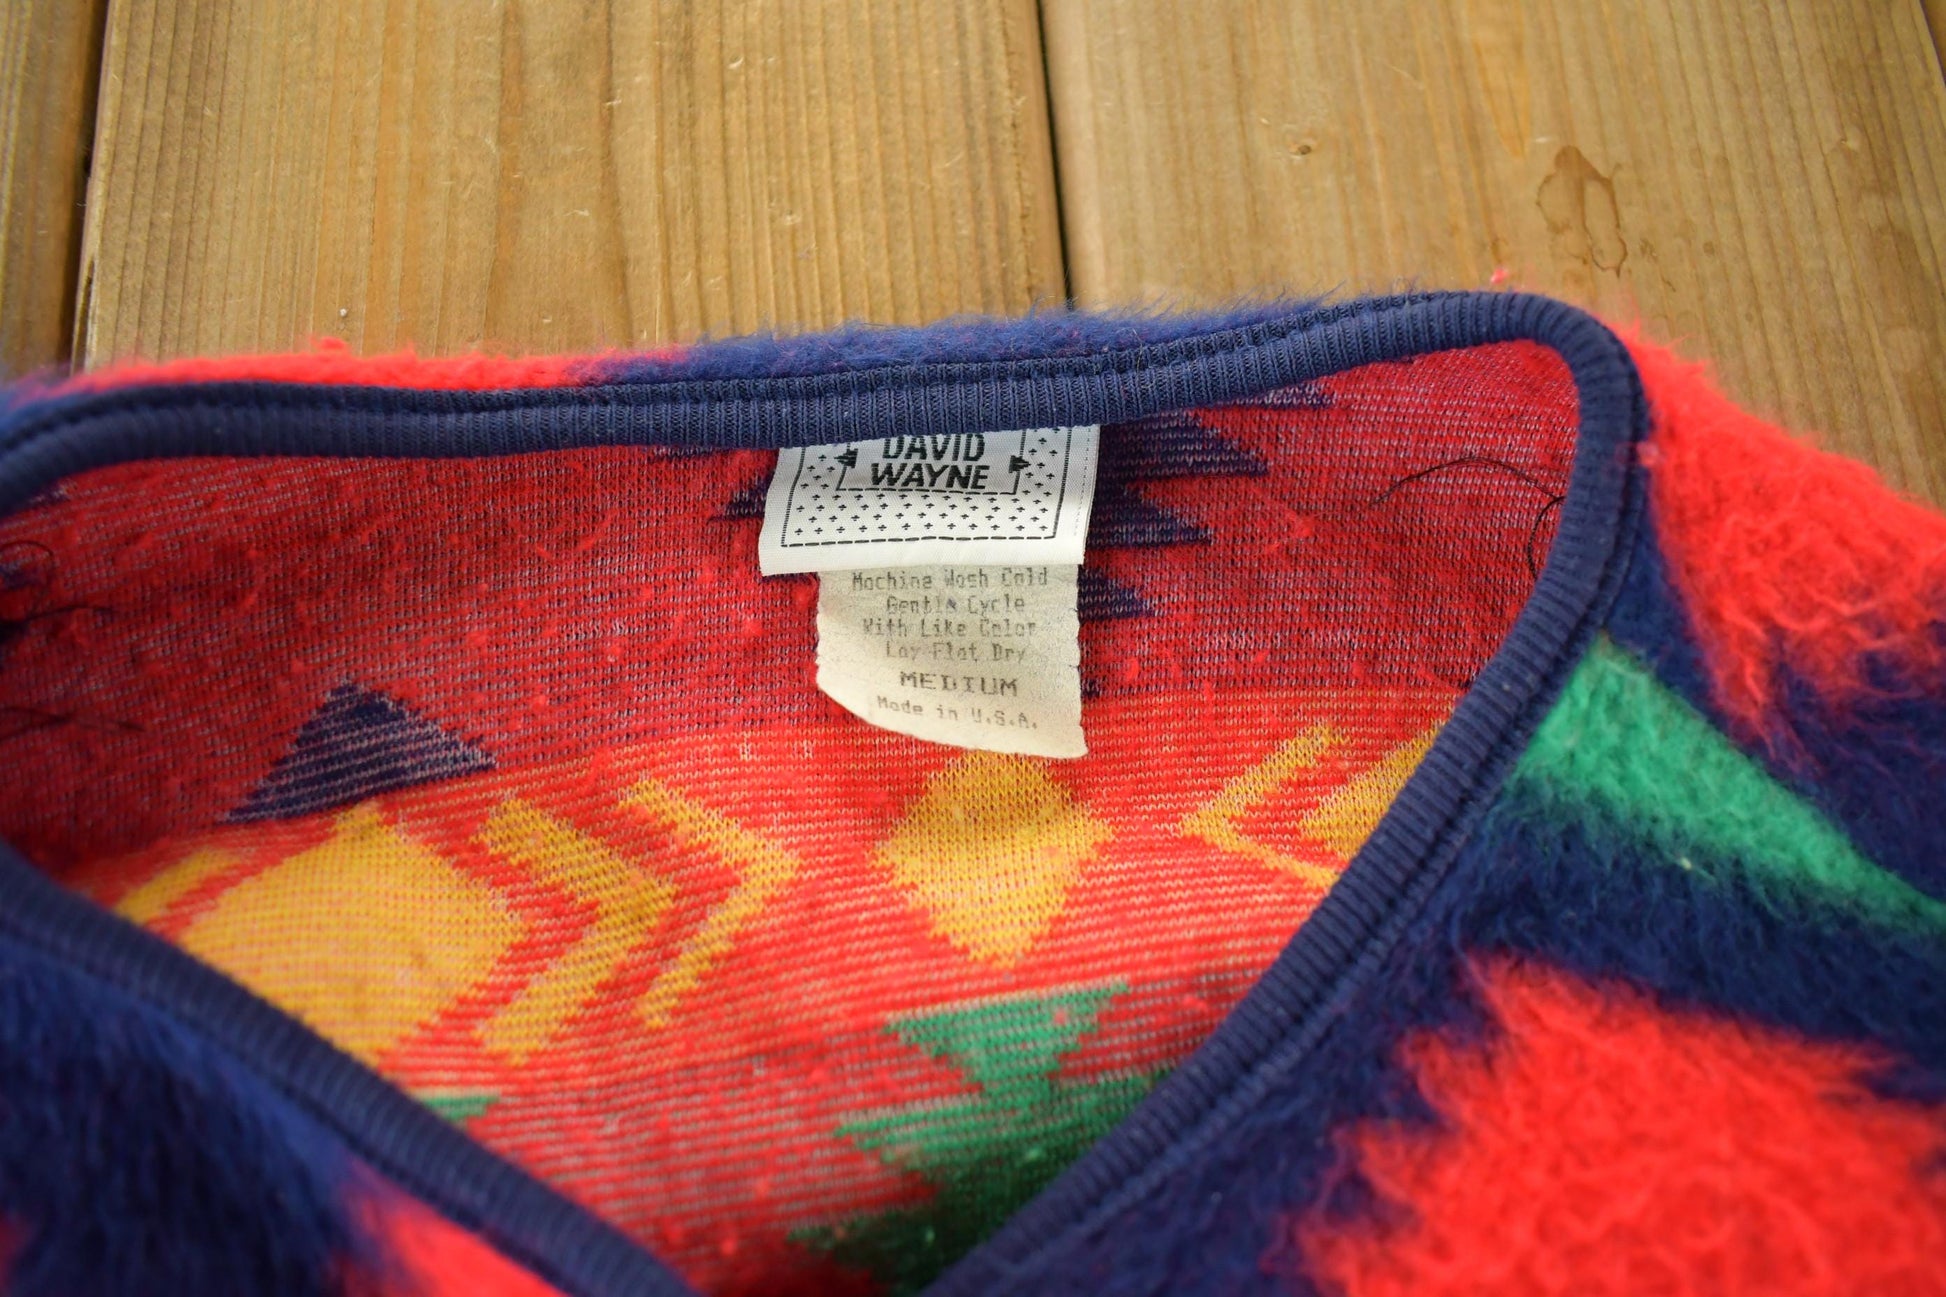 DAVID
WAYNE
Machine Wash Cold
Gentle Cycle
With Like Color
Lay Flat Dry
MEDIUM
Made in U.S.A.